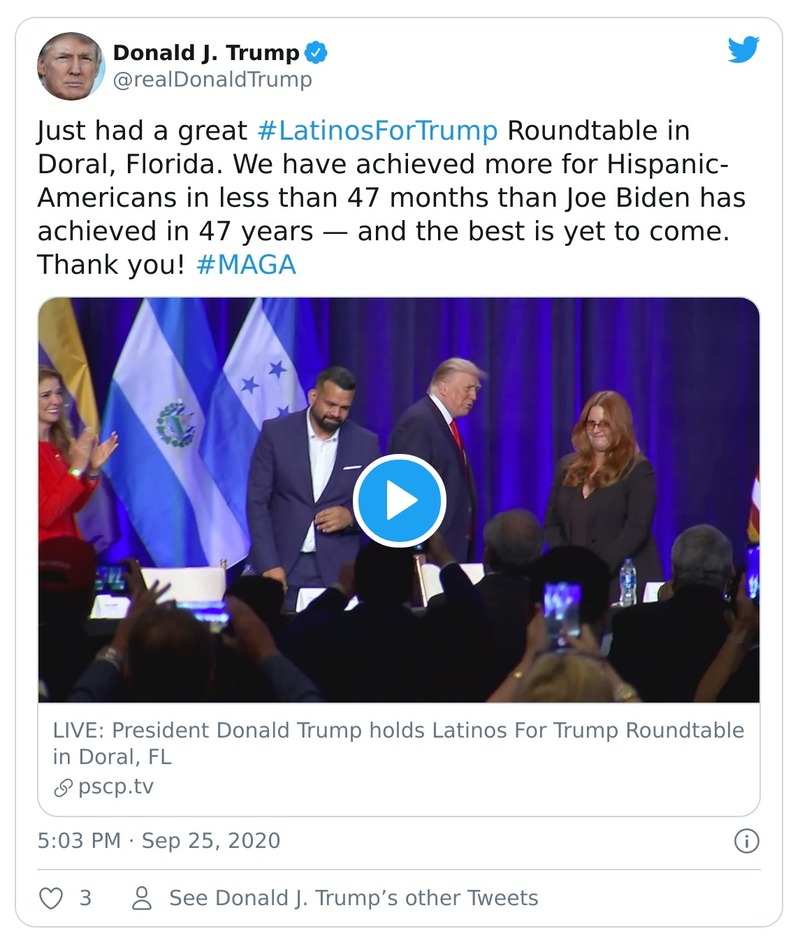 Donald J. Trump
@realDonaldTrump
Just had a great #LatinosForTrump Roundtable in
Doral, Florida. We have achieved more for Hispanic-
Americans in less than 47 months than Joe Biden has
achieved in 47 years — and the best is yet to come.
Thank you! #MAGA
LIVE: President Donald Trump holds Latinos For Trump Roundtable
in Doral, FL
pscp.tv
5:03 PM · Sep 25, 2020
3 See Donald J. Trump’s other Tweets